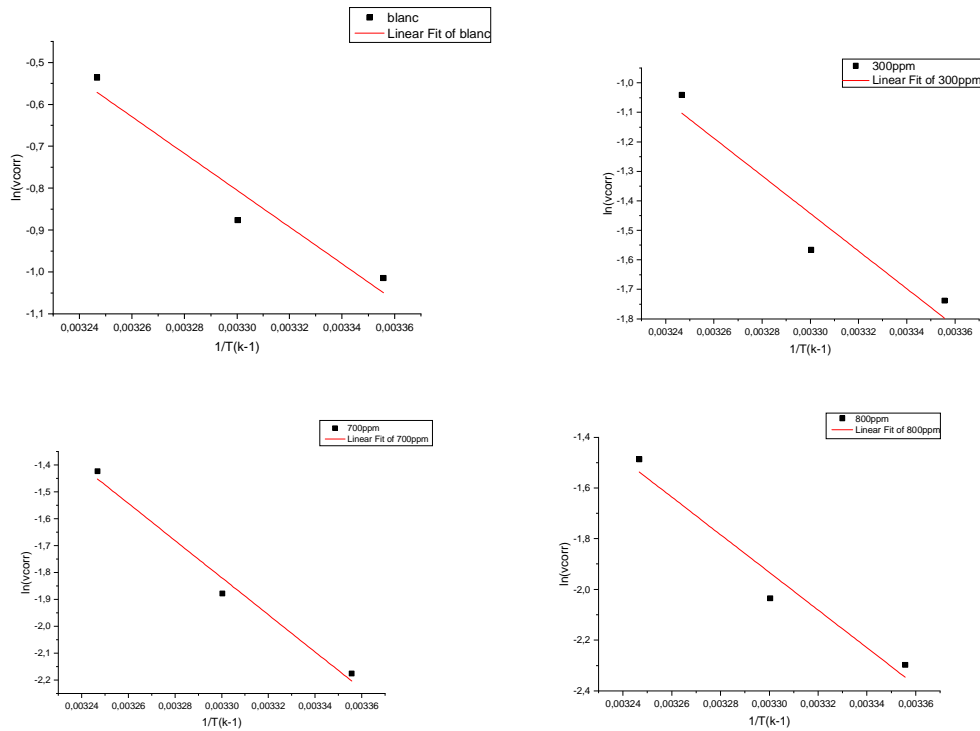 blanc
Linear Fit of blanc
-0,5
-0,6
-0,7
-0,8
-0,9
-1,0
-1,1
ln(vcorr)
0,00324 0,00326 0,00328 0,00330 0,00332 0,00334 0,00336
1/T(k-1)
300ppm
Linear Fit of 300ppm
-1,0
-1,1
-1,2
-1,3
-1,4
-1,5
-1,6
-1,7
-1,8
ln(vcorr)
0,00324 0,00326 0,00328 0,00330 0,00332 0,00334 0,00336
1/T(k-1)
700ppm
Linear Fit of 700ppm
-1,4
-1,5
-1,6
-1,7
-1,8
-1,9
-2,0
-2,1
-2,2
ln(vcorr)
0,00324 0,00326 0,00328 0,00330 0,00332 0,00334 0,00336
1/T(k-1)
800ppm
Linear Fit of 800ppm
-1,4
-1,6
-1,8
-2,0
-2,2
-2,4
ln(vcorr)
0,00324 0,00326 0,00328 0,00330 0,00332 0,00334 0,00336
1/T(k-1)